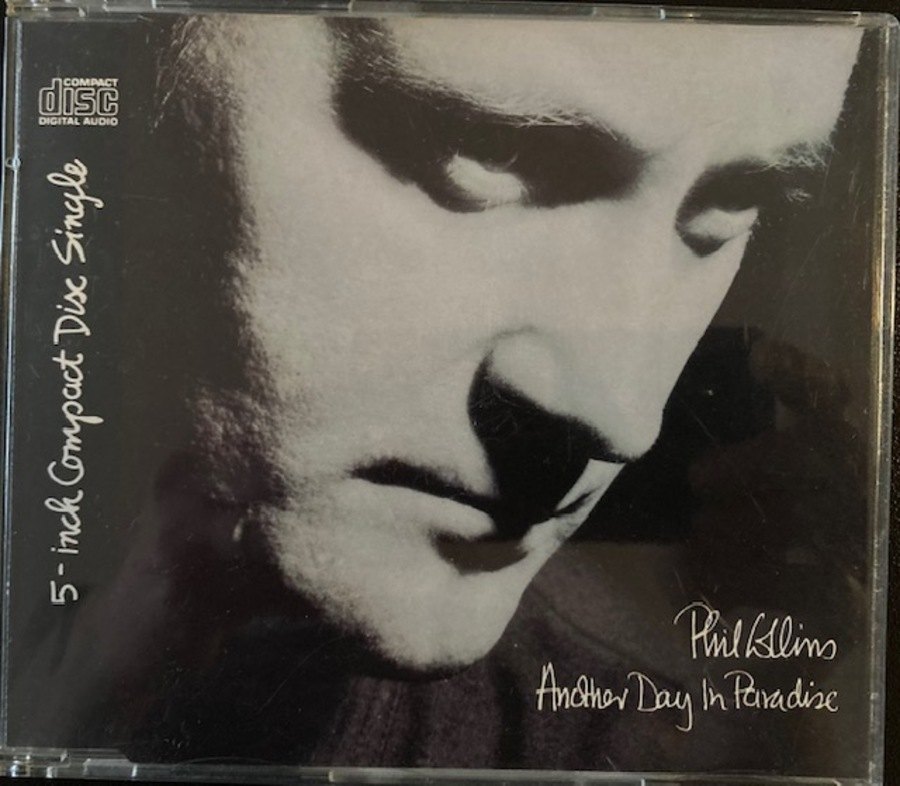 COMPACT
disc
DIGITAL AUDIO
5-inch Compact Disc Single
Phil Collins
Another Day In Paradise